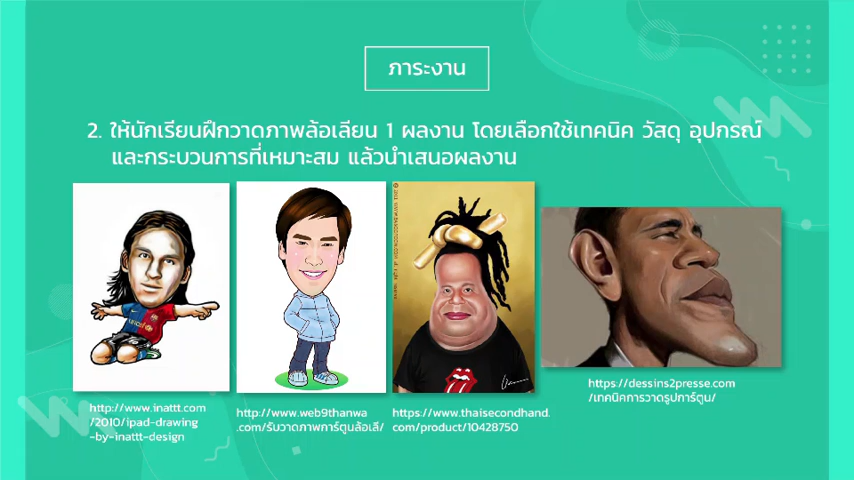 ภาระงาน
2. ให้นักเรียนฝึกวาดภาพล้อเลียน 1 ผลงาน โดยเลือกใช้เทคนิค วัสดุ อุปกรณ์
และกระบวนการที่เหมาะสม แล้วนำเสนอผลงาน
unicef
http://www.inattt.com
/2010/ipad-drawing
-by-inattt-design
http://www.web9thanwa
.com/รับวาดภาพการ์ตูนล้อเลี/
https://www.thaisecondhand.
com/product/10428750
https://dessins2presse.com
/เทคนิคการวาดรูปการ์ตูน/